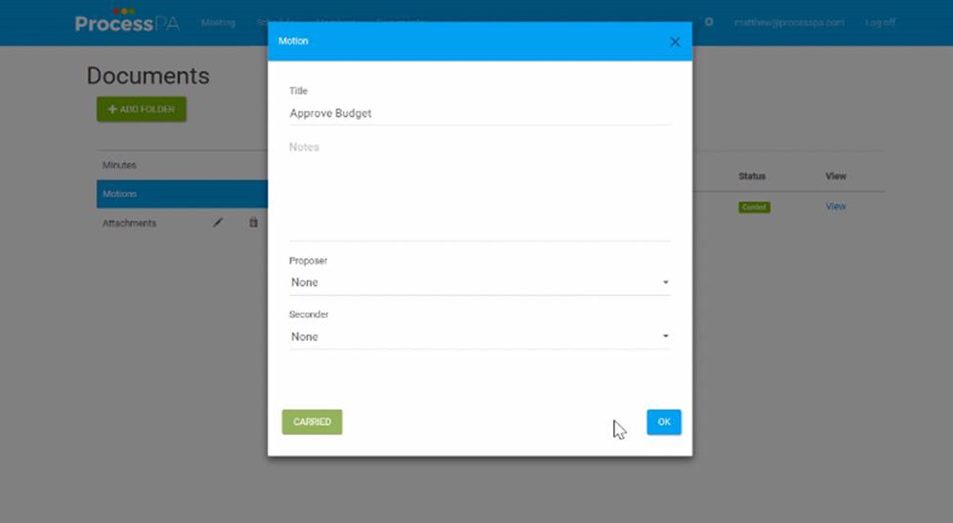 ProcessPA
Meeting
matthew@processpa.com
Log off
Documents
+ ADD FOLDER
Minutes
Motions
Attachments
Motion
Title
Approve Budget
Notes
Proposer
None
Seconder
None
CARRIED
OK
Status
View
Carried
View